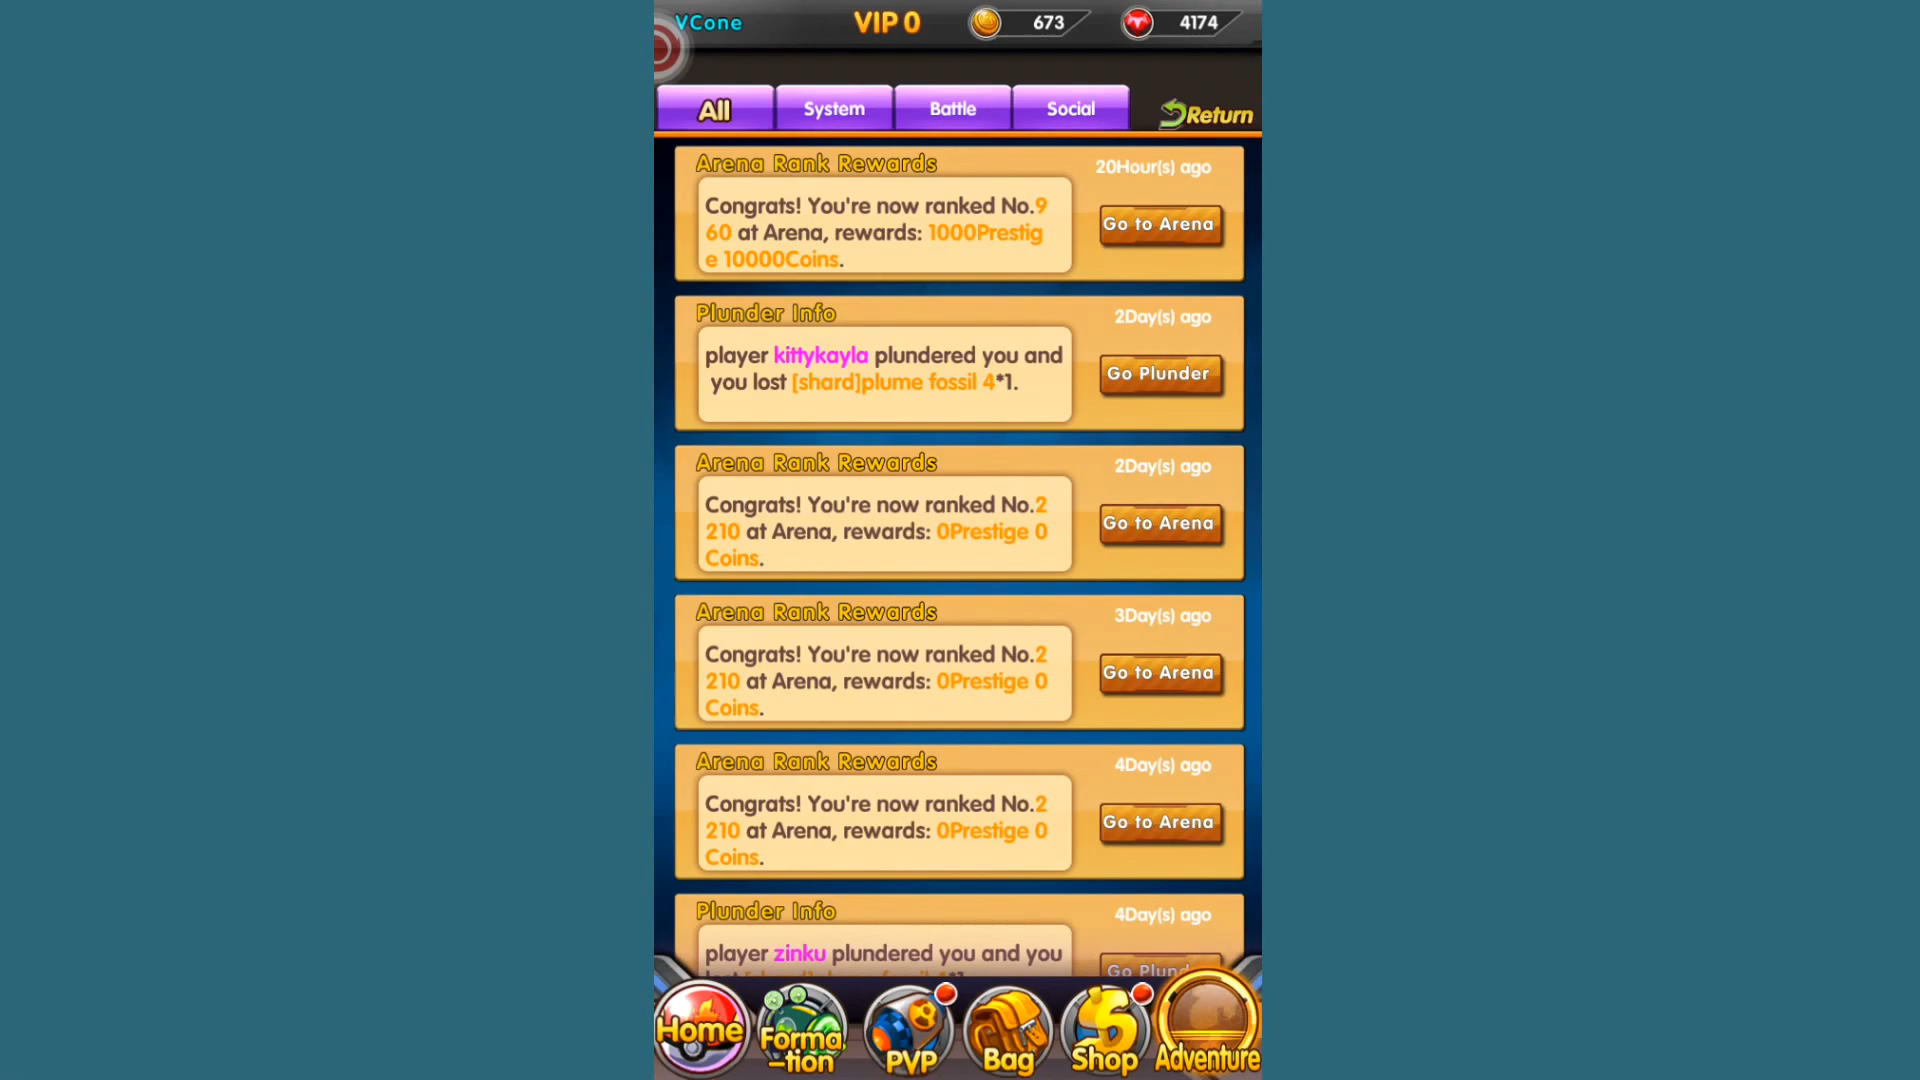 VCone VIP 0 673 4174
All System Battle Social Return
Arena Rank Rewards 20Hour(s) ago
Congrats! You're now ranked No.9
60 at Arena, rewards: 1000Prestig
e 10000Coins.
Go to Arena
Plunder Info 2Day(s) ago
player kittykayla plundered you and
you lost [shard]plume fossil 4*1.
Go Plunder
Arena Rank Rewards 2Day(s) ago
Congrats! You're now ranked No.2
210 at Arena, rewards: 0Prestige 0
Coins.
Go to Arena
Arena Rank Rewards 3Day(s) ago
Congrats! You're now ranked No.2
210 at Arena, rewards: 0Prestige 0
Coins.
Go to Arena
Arena Rank Rewards 4Day(s) ago
Congrats! You're now ranked No.2
210 at Arena, rewards: 0Prestige 0
Coins.
Go to Arena
Plunder Info 4Day(s) ago
player zinku plundered you and you
Home Forma
-tion PVP Bag Shop Adventure